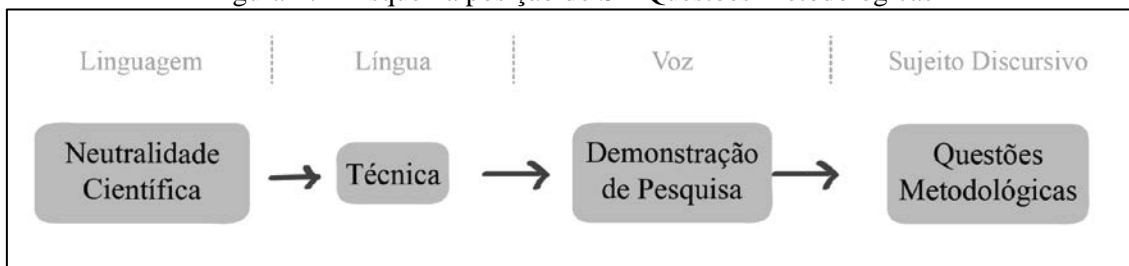 Linguagem
Língua
Voz
Sujeito Discursivo
Neutralidade
Científica
Técnica
Demonstração
de Pesquisa
Questões
Metodológicas